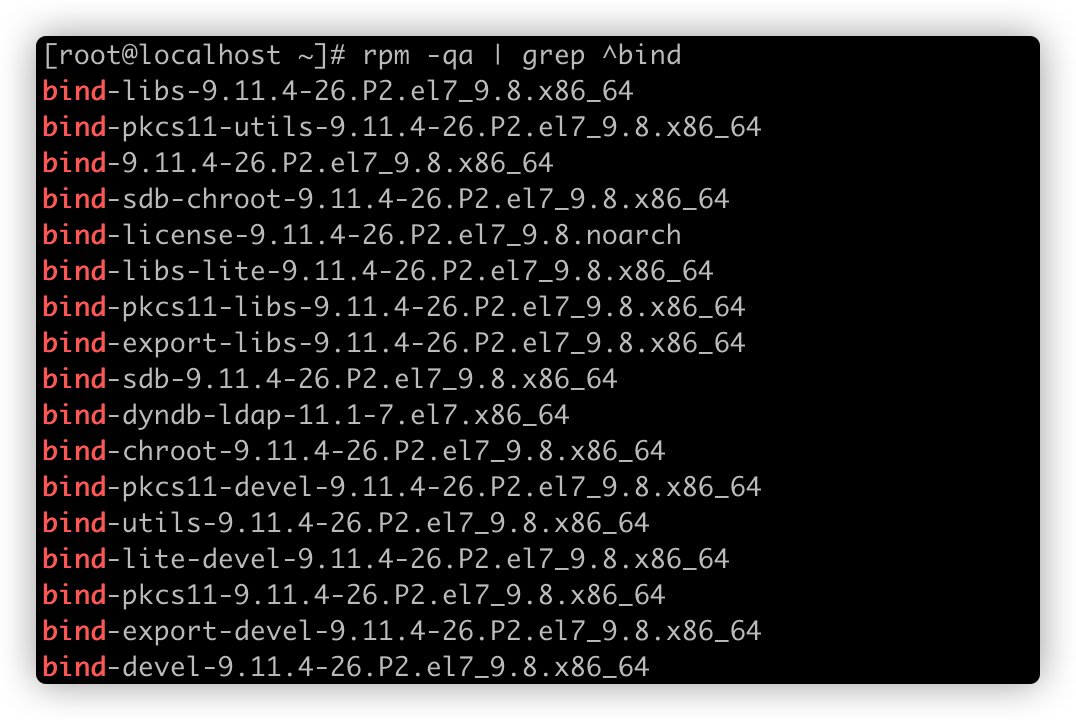 [root@localhost ~]# rpm -qa | grep ^bind
bind-libs-9.11.4-26.P2.el7_9.8.x86_64
bind-pkcs11-utils-9.11.4-26.P2.el7_9.8.x86_64
bind-9.11.4-26.P2.el7_9.8.x86_64
bind-sdb-chroot-9.11.4-26.P2.el7_9.8.x86_64
bind-license-9.11.4-26.P2.el7_9.8.noarch
bind-libs-lite-9.11.4-26.P2.el7_9.8.x86_64
bind-pkcs11-libs-9.11.4-26.P2.el7_9.8.x86_64
bind-export-libs-9.11.4-26.P2.el7_9.8.x86_64
bind-sdb-9.11.4-26.P2.el7_9.8.x86_64
bind-dyndb-ldap-11.1-7.el7.x86_64
bind-chroot-9.11.4-26.P2.el7_9.8.x86_64
bind-pkcs11-devel-9.11.4-26.P2.el7_9.8.x86_64
bind-utils-9.11.4-26.P2.el7_9.8.x86_64
bind-lite-devel-9.11.4-26.P2.el7_9.8.x86_64
bind-pkcs11-9.11.4-26.P2.el7_9.8.x86_64
bind-export-devel-9.11.4-26.P2.el7_9.8.x86_64
bind-devel-9.11.4-26.P2.el7_9.8.x86_64